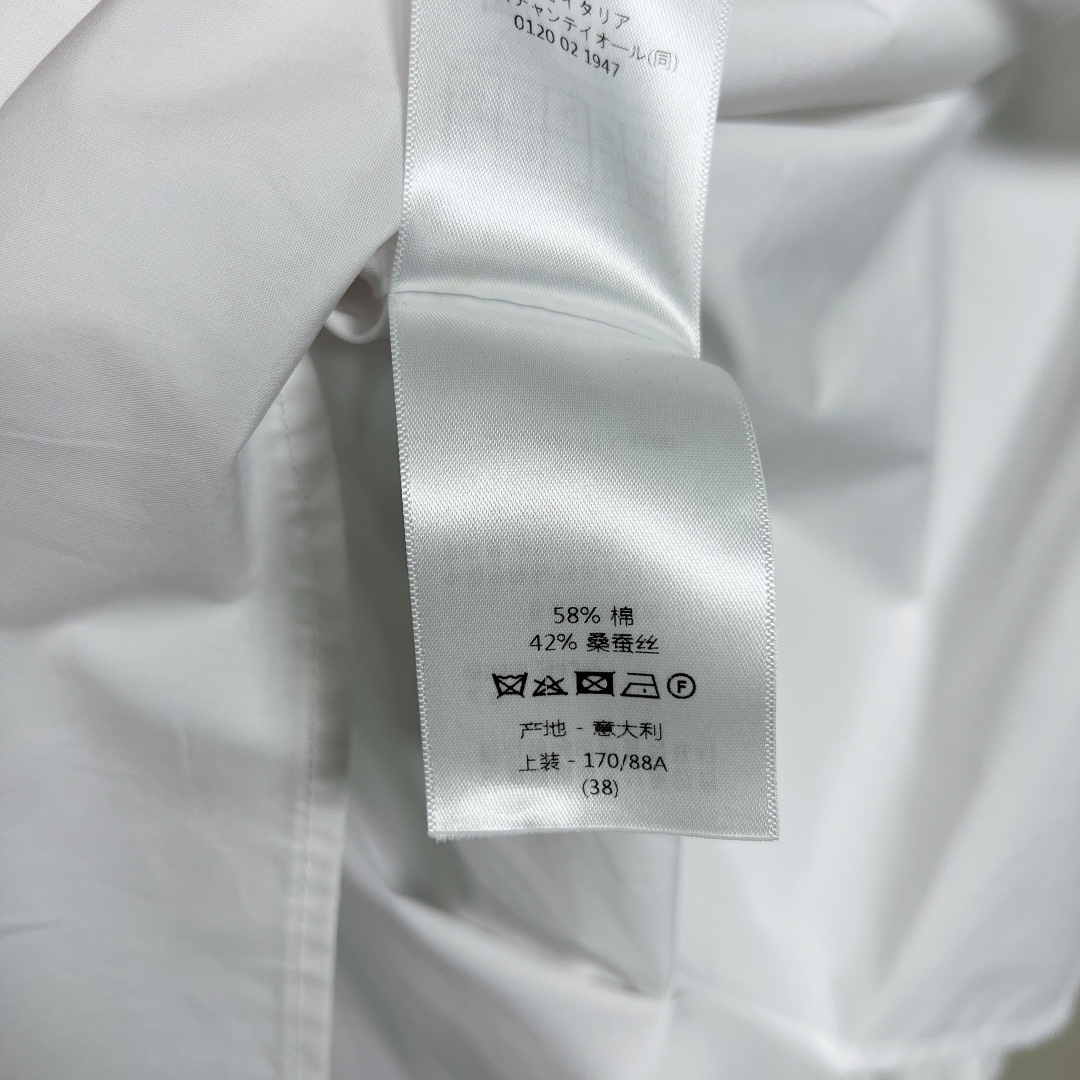 イタリア
チャンディオール(同)
0120 02 1947
58% 棉
42% 桑蚕丝
F
产地 - 意大利
上装 - 170/88A
(38)